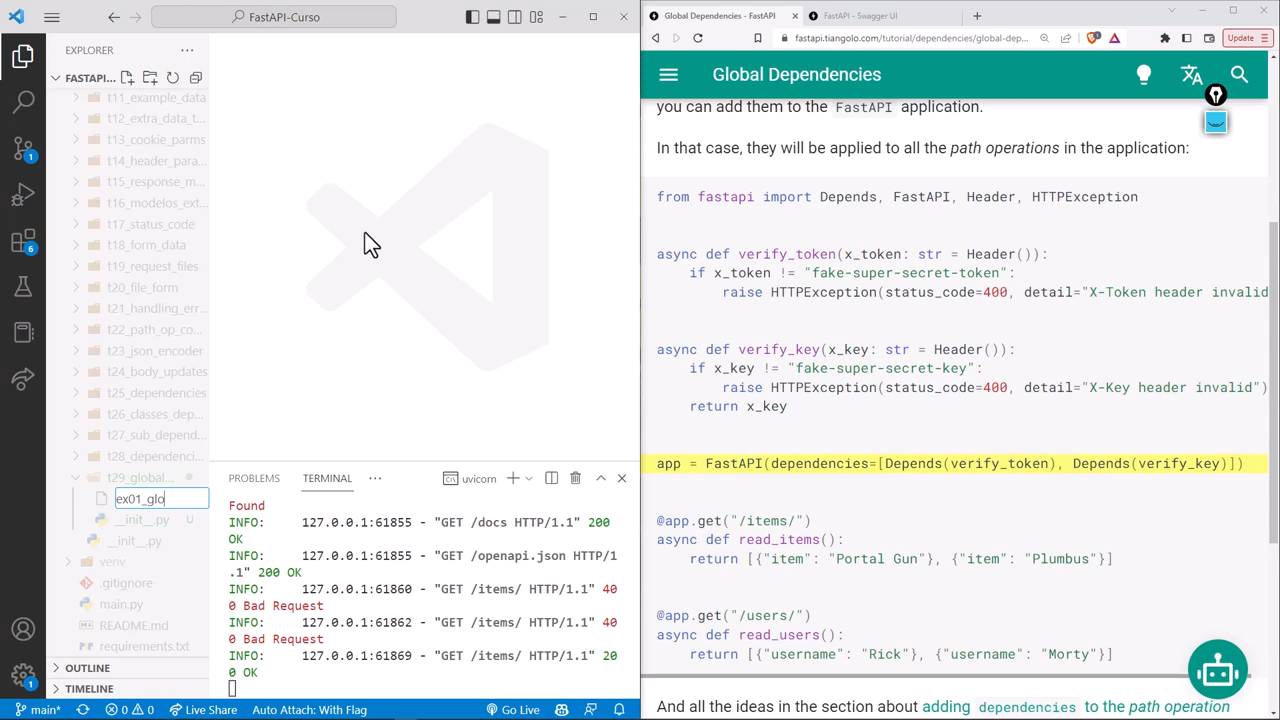 FastAPI-Curso
EXPLORER
FASTAPI...
t11_example_data
t12_extra_data_t...
t13_cookie_parms
t14_header_para...
t15_response_m...
t16_modelos_ext...
t17_status_code
t18_form_data
t19_request_files
t20_file_form
t21_handling_err...
t22_path_op_co...
t23_json_encoder
t24_body_updates
t25_dependencies
t26_classes_dep...
t27_sub_depend...
t28_dependenci...
t29_global...
ex01_glo
__init__.py U
__init__.py
venv
.gitignore
main.py
README.md
requirements.txt
OUTLINE
TIMELINE
1
6
1
PROBLEMS TERMINAL ... uvicorn
Found
INFO: 127.0.0.1:61855 - "GET /docs HTTP/1.1" 200
OK
INFO: 127.0.0.1:61855 - "GET /openapi.json HTTP/1
.1" 200 OK
INFO: 127.0.0.1:61860 - "GET /items/ HTTP/1.1" 40
0 Bad Request
INFO: 127.0.0.1:61862 - "GET /items/ HTTP/1.1" 40
0 Bad Request
INFO: 127.0.0.1:61869 - "GET /items/ HTTP/1.1" 20
0 OK
main* 0 0 Live Share Auto Attach: With Flag Go Live
Global Dependencies - FastAPI
FastAPI - Swagger UI
fastapi.tiangolo.com/tutorial/dependencies/global-dep...
Update
Global Dependencies
you can add them to the FastAPI application.
In that case, they will be applied to all the path operations in the application:
from fastapi import Depends, FastAPI, Header, HTTPException
async def verify_token(x_token: str = Header()):
if x_token != "fake-super-secret-token":
raise HTTPException(status_code=400, detail="X-Token header invalid
async def verify_key(x_key: str = Header()):
if x_key != "fake-super-secret-key":
raise HTTPException(status_code=400, detail="X-Key header invalid")
return x_key
app = FastAPI(dependencies=[Depends(verify_token), Depends(verify_key)])
@app.get("/items/")
async def read_items():
return [{"item": "Portal Gun"}, {"item": "Plumbus"}]
@app.get("/users/")
async def read_users():
return [{"username": "Rick"}, {"username": "Morty"}]
And all the ideas in the section about adding dependencies to the path operation